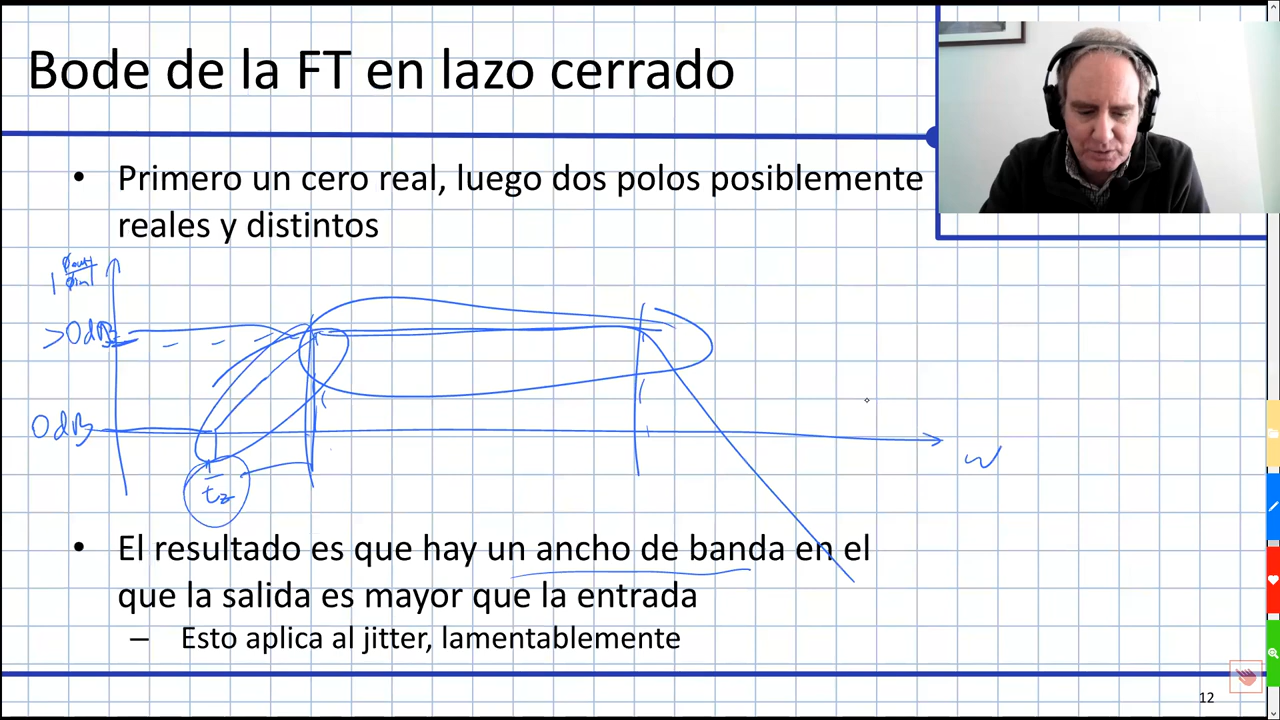 Bode de la FT en lazo cerrado
• Primero un cero real, luego dos polos posiblemente
reales y distintos
>0dB
0dB
w
• El resultado es que hay un ancho de banda en el
que la salida es mayor que la entrada
– Esto aplica al jitter, lamentablemente
12